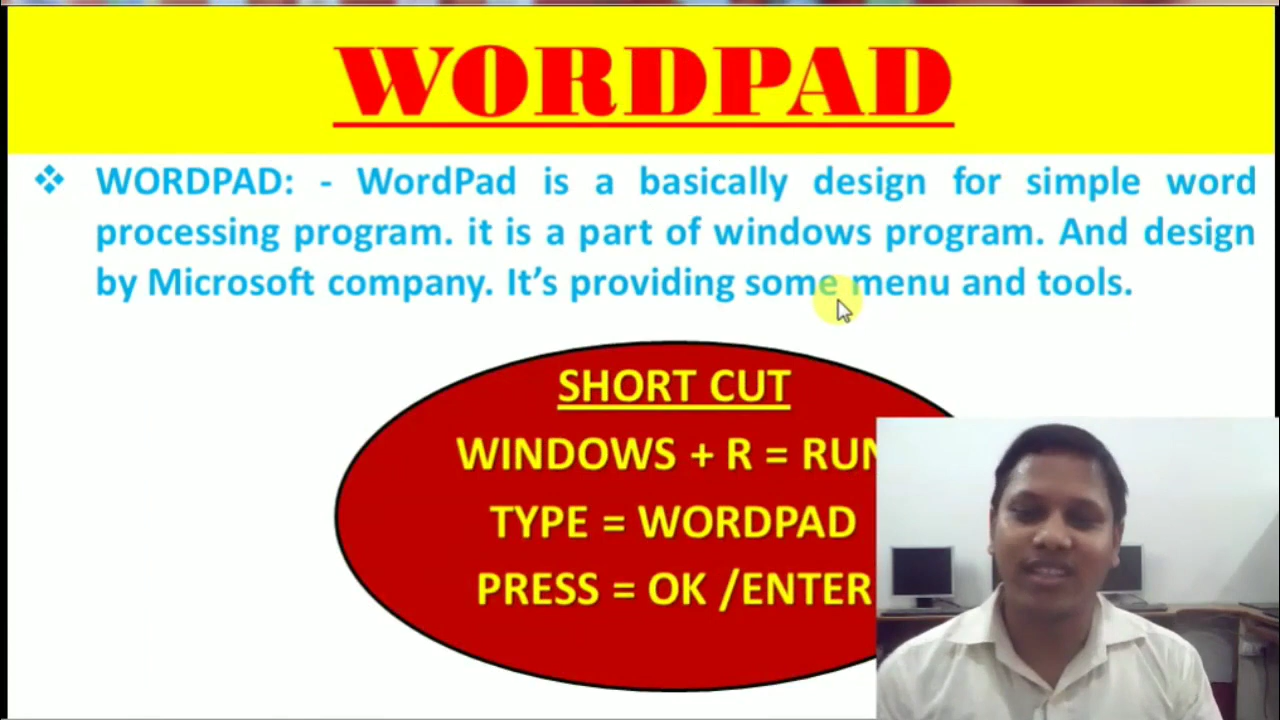 WORDPAD
❖ WORDPAD: - WordPad is a basically design for simple word
processing program. it is a part of windows program. And design
by Microsoft company. It’s providing some menu and tools.
SHORT CUT
WINDOWS + R = RUN
TYPE = WORDPAD
PRESS = OK /ENTER